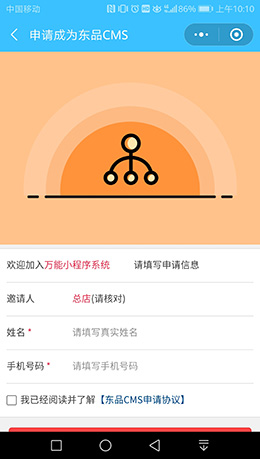 中国移动 86% 上午10:10
申请成为东品CMS
欢迎加入万能小程序系统 请填写申请信息
邀请人 总店(请核对)
姓名 * 请填写真实姓名
手机号码 * 请填写手机号码
我已经阅读并了解【东品CMS申请协议】